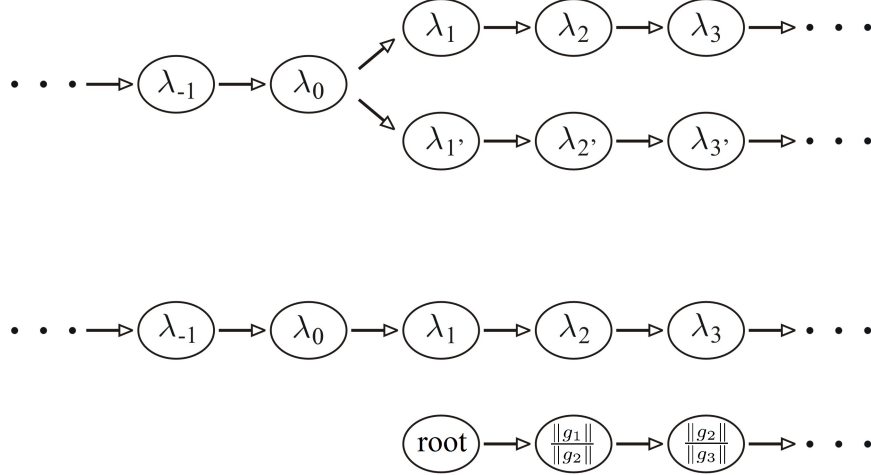 λ₁ λ₂ λ₃ · · ·
· · · λ₋₁ λ₀
λ₁’ λ₂’ λ₃’ · · ·
· · · λ₋₁ λ₀ λ₁ λ₂ λ₃ · · ·
root ‖g₁‖/‖g₂‖ ‖g₂‖/‖g₃‖ · · ·